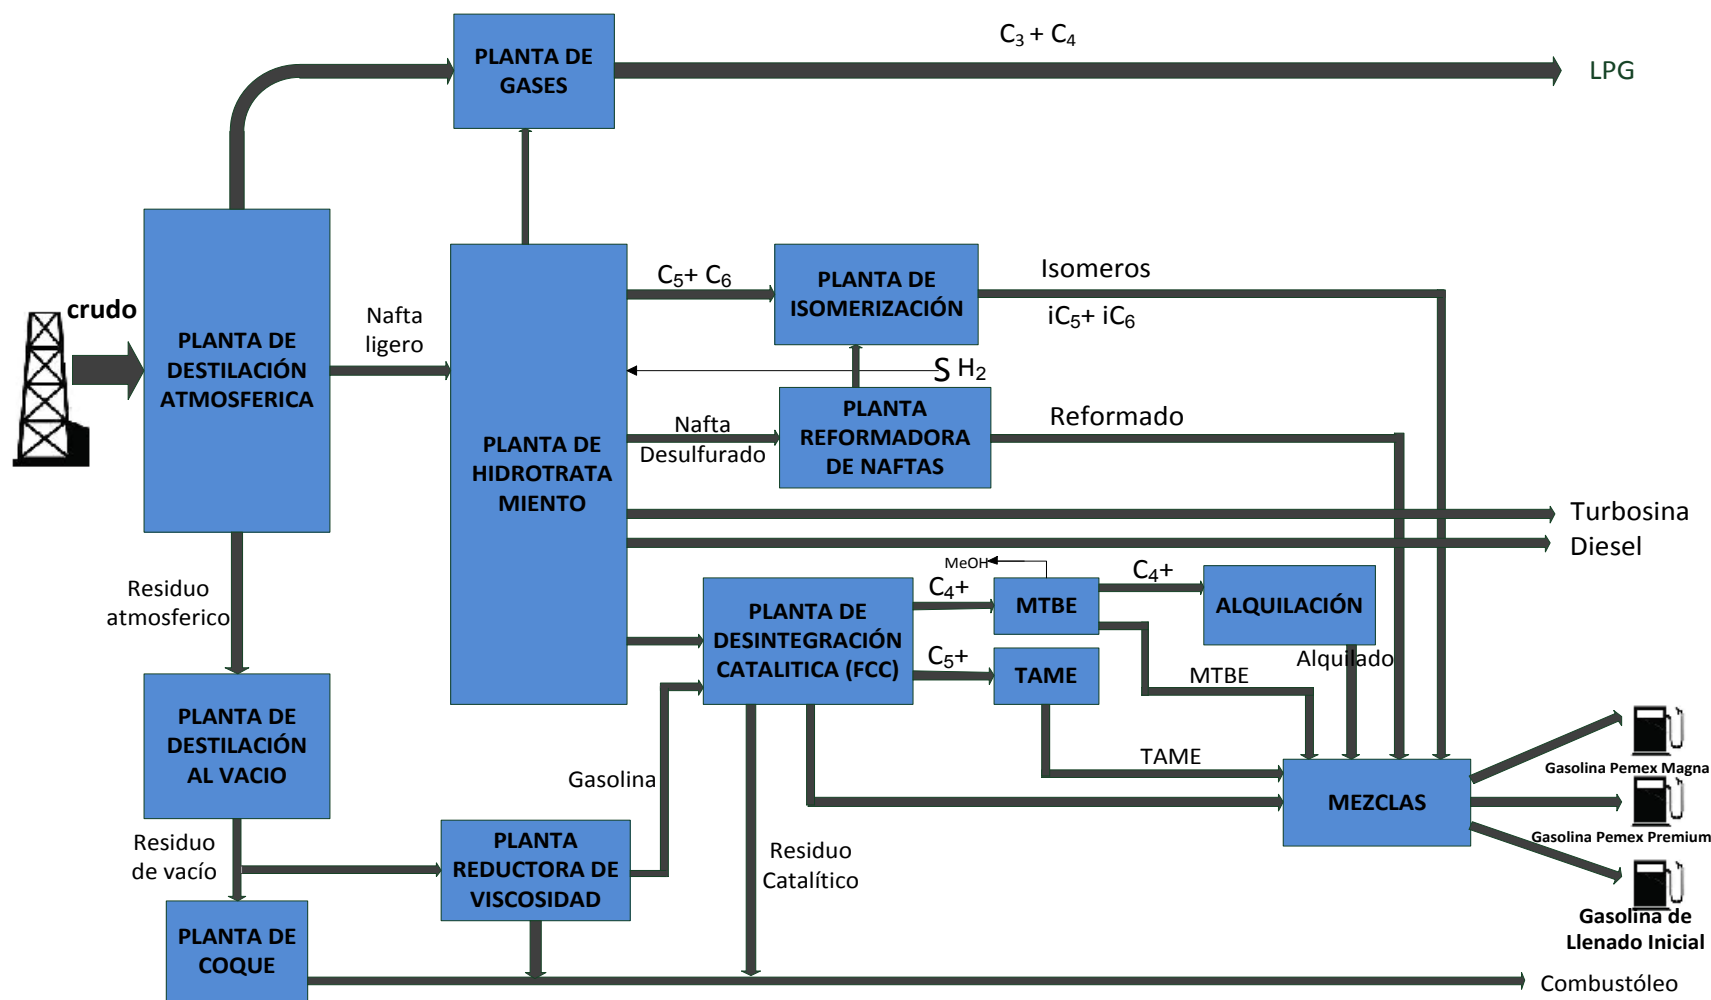 C3 + C4
PLANTA DE
GASES
LPG
C5+ C6
PLANTA DE
ISOMERIZACIÓN
Isomeros
iC5+ iC6
crudo
Nafta
ligero
PLANTA DE
DESTILACIÓN
ATMOSFERICA
S H2
PLANTA DE
HIDROTRATA
MIENTO
Nafta
Desulfurado
PLANTA
REFORMADORA
DE NAFTAS
Reformado
Turbosina
Diesel
MeOH
Residuo
atmosferico
PLANTA DE
DESINTEGRACIÓN
CATALITICA (FCC)
C4+
MTBE
C4+
ALQUILACIÓN
C5+
TAME
Alquilado
MTBE
TAME
PLANTA DE
DESTILACIÓN
AL VACIO
Gasolina
MEZCLAS
Gasolina Pemex Magna
Gasolina Pemex Premium
Gasolina de
Llenado Inicial
Residuo
de vacío
PLANTA
REDUCTORA DE
VISCOSIDAD
Residuo
Catalítico
PLANTA DE
COQUE
Combustóleo